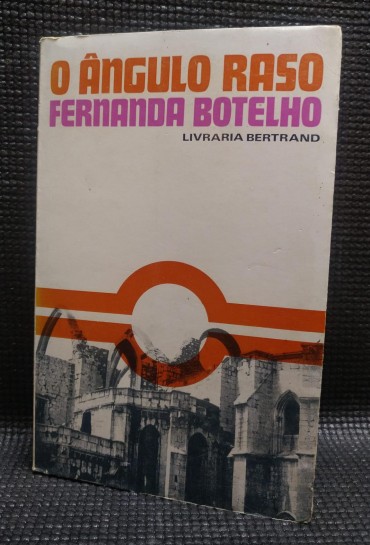 O ÂNGULO RASO
FERNANDA BOTELHO
LIVRARIA BERTRAND